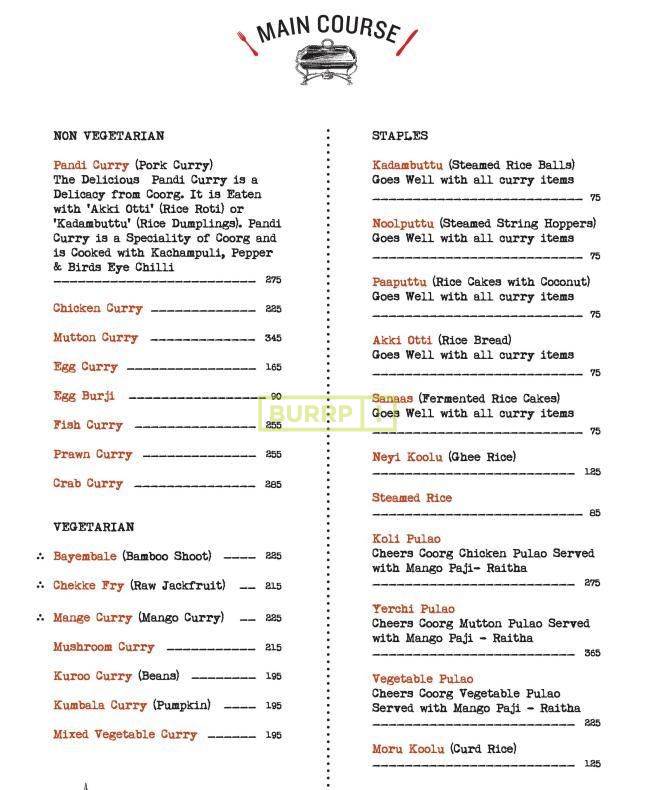 MAIN COURSE
NON VEGETARIAN
Pandi Curry (Pork Curry)
The Delicious Pandi Curry is a
Delicacy from Coorg. It is Eaten
with 'Akki Otti' (Rice Roti) or
'Kadambuttu' (Rice Dumplings). Pandi
Curry is a Speciality of Coorg and
is Cooked with Kachampuli, Pepper
& Birds Eye Chilli
275
Chicken Curry 225
Mutton Curry 345
Egg Curry 165
Egg Burji 90
Fish Curry 255
Prawn Curry 255
Crab Curry 285
VEGETARIAN
Bayembale (Bamboo Shoot) 225
Chekke Fry (Raw Jackfruit) 215
Mange Curry (Mango Curry) 225
Mushroom Curry 215
Kuroo Curry (Beans) 195
Kumbala Curry (Pumpkin) 195
Mixed Vegetable Curry 195
STAPLES
Kadambuttu (Steamed Rice Balls)
Goes Well with all curry items
75
Noolputtu (Steamed String Hoppers)
Goes Well with all curry items
75
Paaputtu (Rice Cakes with Coconut)
Goes Well with all curry items
75
Akki Otti (Rice Bread)
Goes Well with all curry items
75
Sanaas (Fermented Rice Cakes)
Goes Well with all curry items
75
Neyi Koolu (Ghee Rice)
125
Steamed Rice
85
Koli Pulao
Cheers Coorg Chicken Pulao Served
with Mango Paji- Raitha
275
Yerchi Pulao
Cheers Coorg Mutton Pulao Served
with Mango Paji - Raitha
365
Vegetable Pulao
Cheers Coorg Vegetable Pulao
Served with Mango Paji - Raitha
225
Moru Koolu (Curd Rice)
125
BURRP